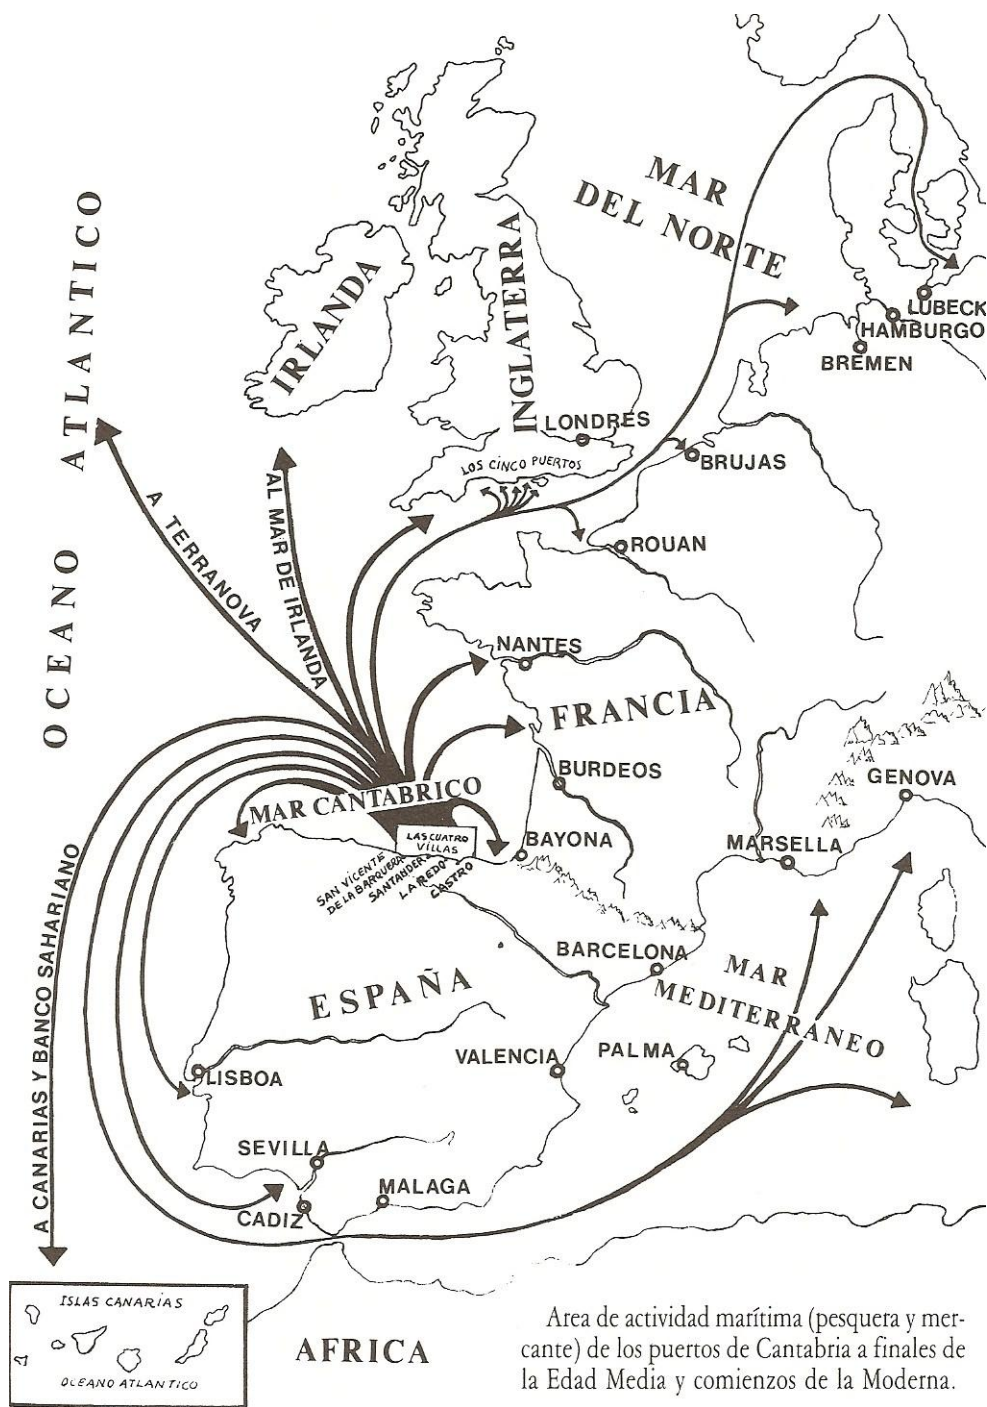 MAR
DEL NORTE
OCEANO ATLANTICO
IRLANDA
INGLATERRA
LUBECK
HAMBURGO
BREMEN
LONDRES
LOS CINCO PUERTOS
BRUJAS
ROUAN
A TERRANOVA
AL MAR DE IRLANDA
NANTES
FRANCIA
BURDEOS
GENOVA
MAR CANTABRICO
LAS CUATRO
VILLAS
BAYONA
MARSELLA
SAN VICENTE
DE LA BARQUERA
SANTANDER
LAREDO
CASTRO
A CANARIAS Y BANCO SAHARIANO
BARCELONA
MAR
MEDITERRANEO
ESPAÑA
VALENCIA
PALMA
LISBOA
SEVILLA
MALAGA
CADIZ
ISLAS CANARIAS
OCEANO ATLANTICO
AFRICA
Area de actividad marítima (pesquera y mer-
cante) de los puertos de Cantabria a finales de
la Edad Media y comienzos de la Moderna.